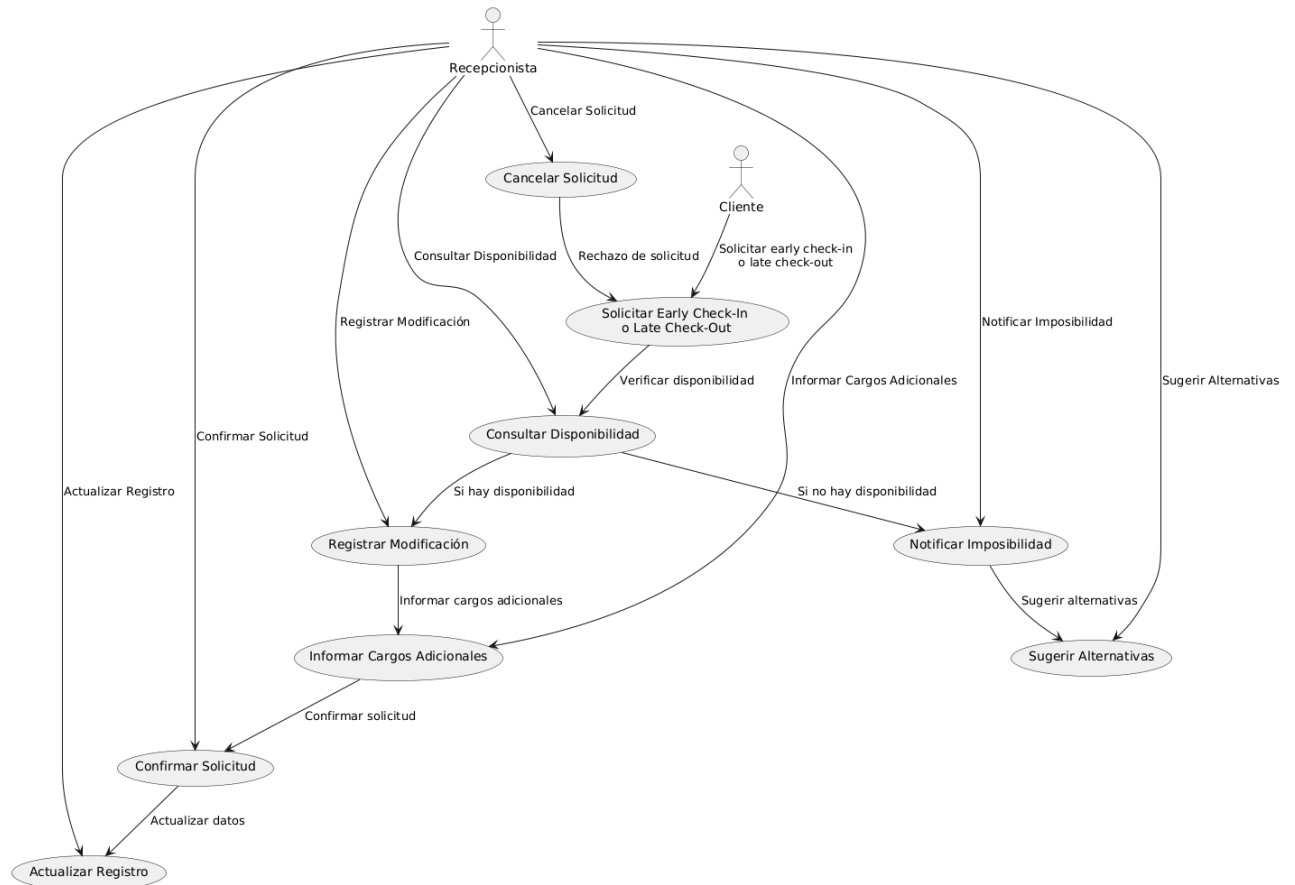 Recepcionista
Cancelar Solicitud
Cancelar Solicitud
Cliente
Consultar Disponibilidad
Rechazo de solicitud
Solicitar early check-in
o late check-out
Solicitar Early Check-In
o Late Check-Out
Registrar Modificación
Notificar Imposibilidad
Verificar disponibilidad
Informar Cargos Adicionales
Sugerir Alternativas
Confirmar Solicitud
Consultar Disponibilidad
Actualizar Registro
Si hay disponibilidad
Si no hay disponibilidad
Registrar Modificación
Notificar Imposibilidad
Informar cargos adicionales
Sugerir alternativas
Informar Cargos Adicionales
Sugerir Alternativas
Confirmar solicitud
Confirmar Solicitud
Actualizar datos
Actualizar Registro